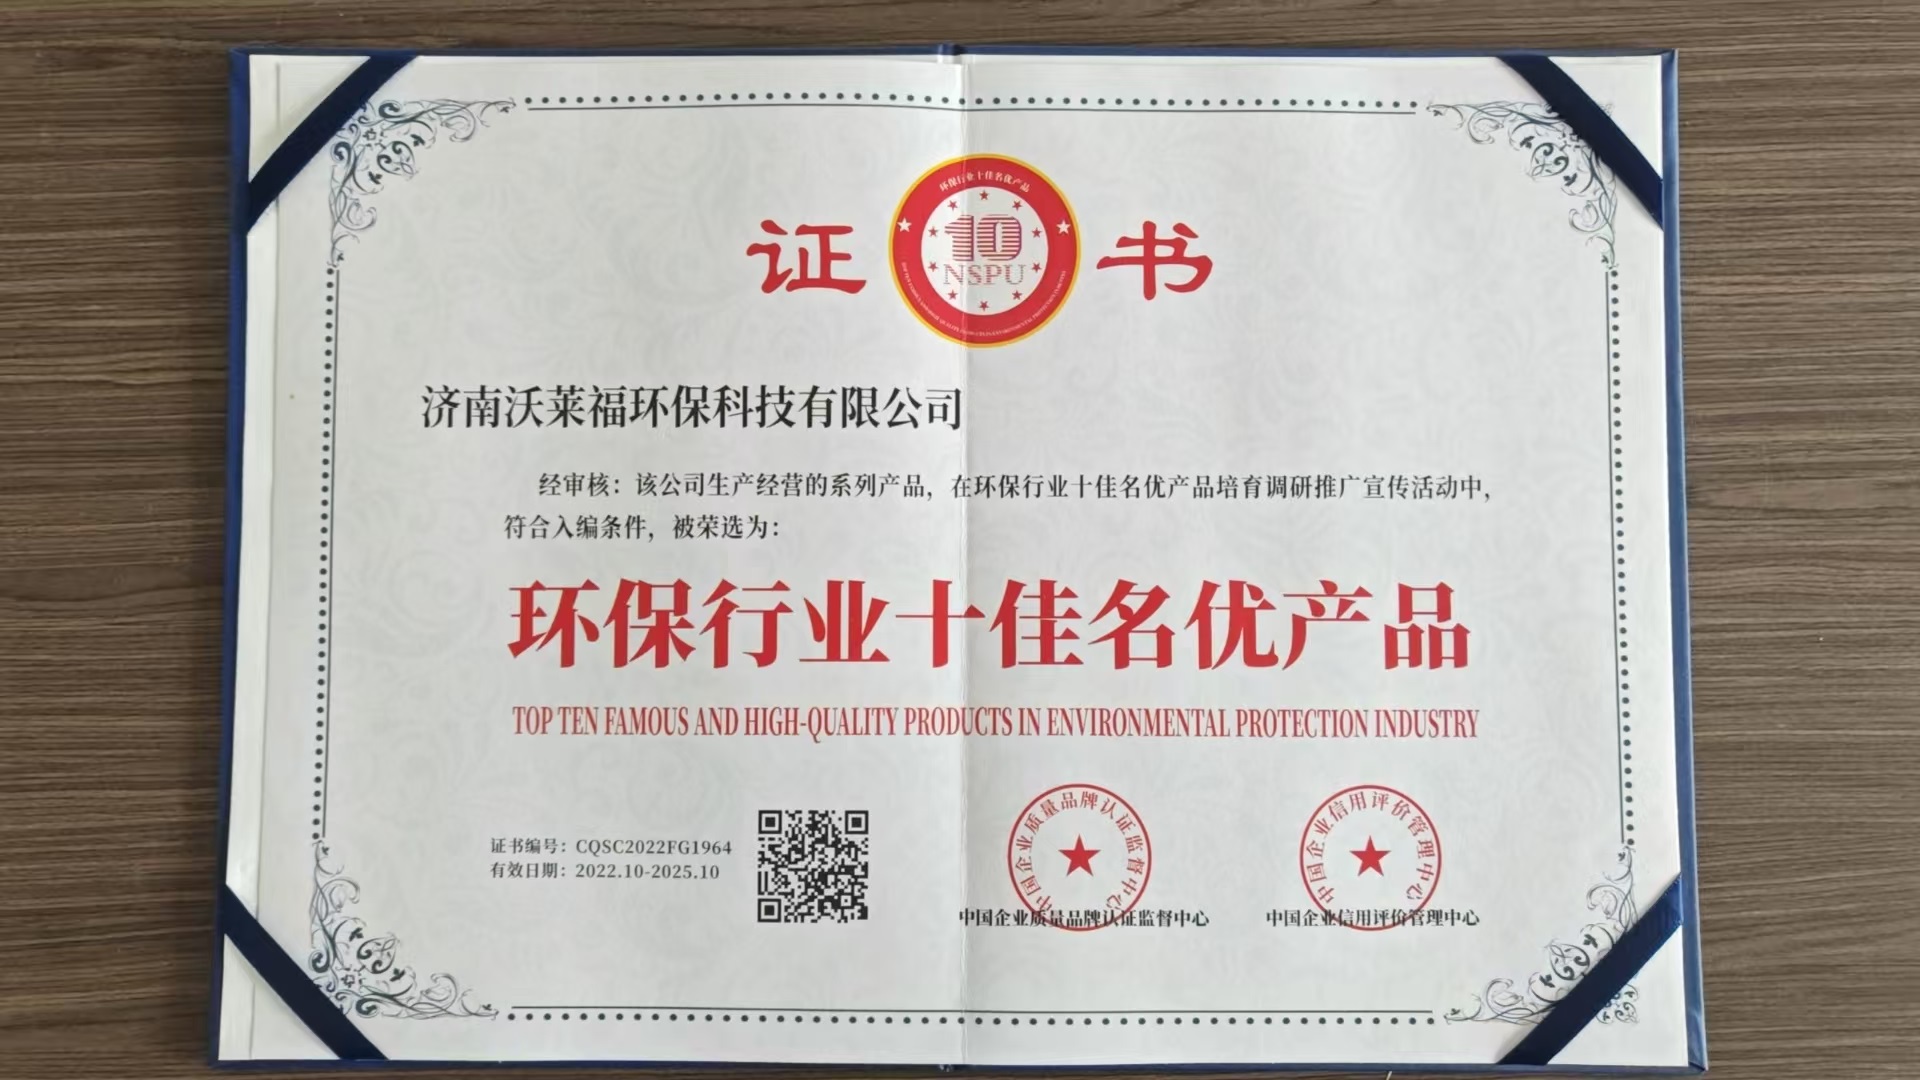 环保行业十佳名优产品
证 书
10
NSPU
济南沃莱福环保科技有限公司
经审核：该公司生产经营的系列产品，在环保行业十佳名优产品培育调研推广宣传活动中，
符合入编条件，被荣选为：
环保行业十佳名优产品
TOP TEN FAMOUS AND HIGH-QUALITY PRODUCTS IN ENVIRONMENTAL PROTECTION INDUSTRY
证书编号：CQSC2022FG1964
有效日期：2022.10-2025.10
中国企业质量品牌认证监督中心
中国企业质量品牌认证监督中心
中国企业信用评价管理中心
中国企业信用评价管理中心